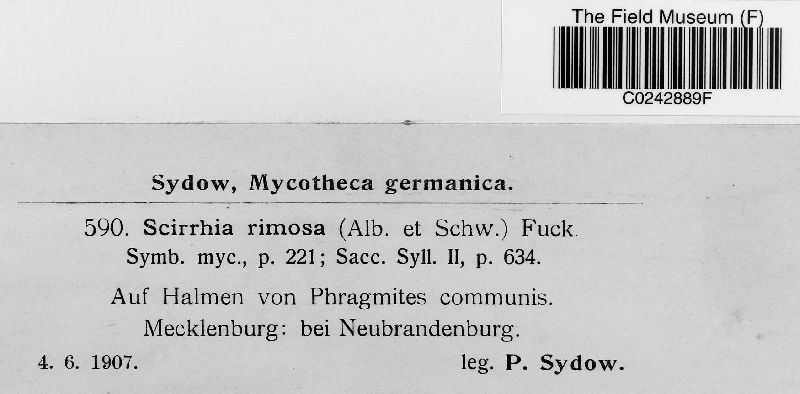 The Field Museum (F)
C0242889F
Sydow, Mycotheca germanica.
590. Scirrhia rimosa (Alb. et Schw.) Fuck.
Symb. myc., p. 221; Sacc. Syll. II, p. 634.
Auf Halmen von Phragmites communis.
Mecklenburg: bei Neubrandenburg.
4. 6. 1907. leg. P. Sydow.